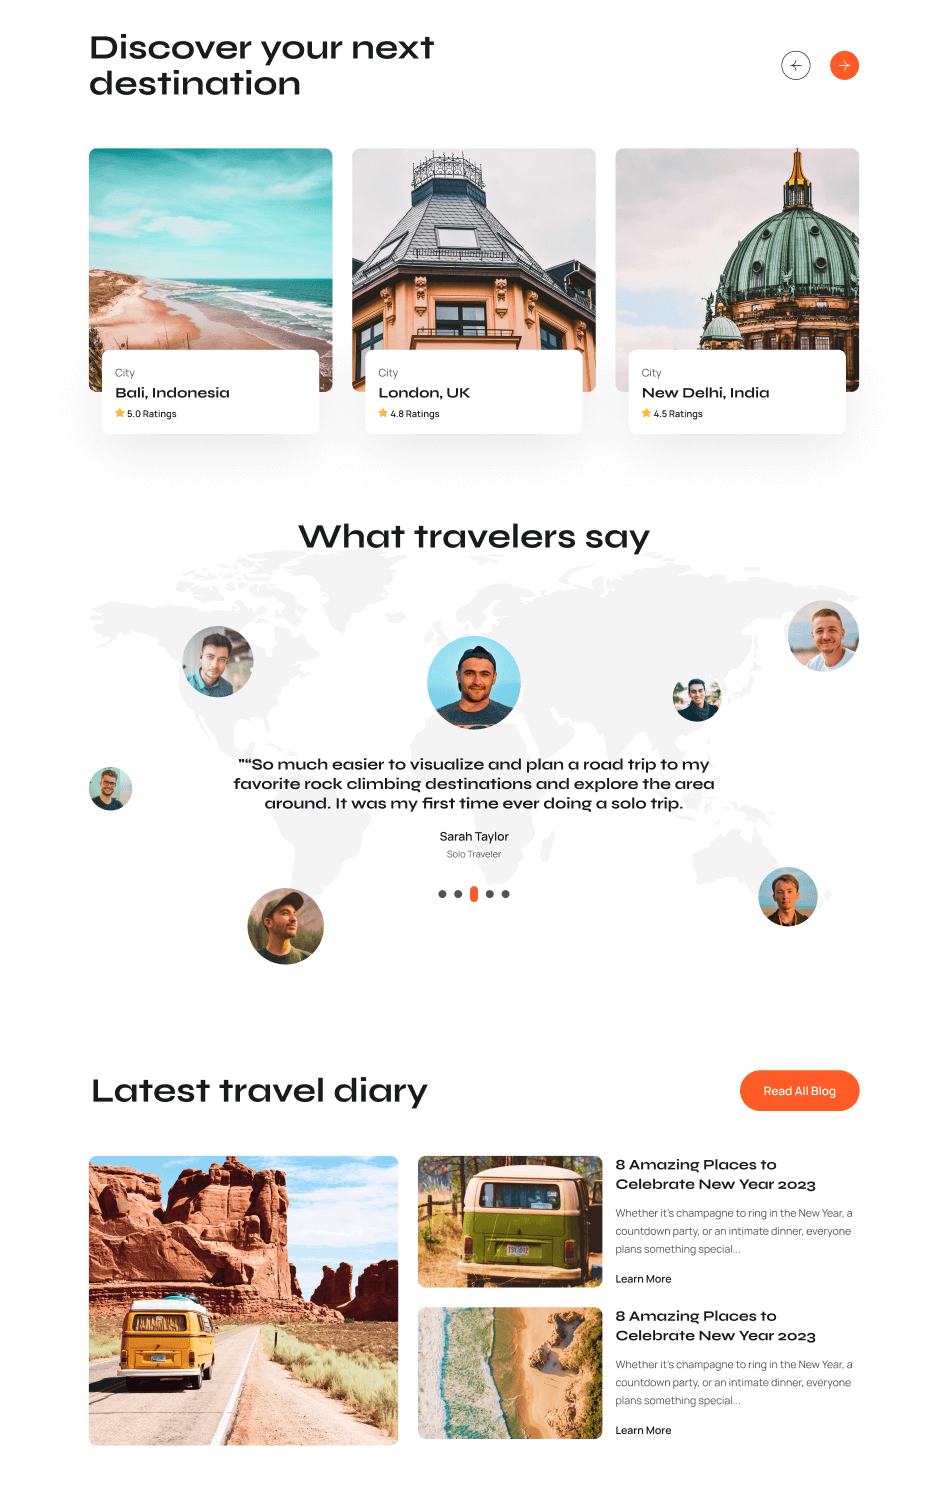 Discover your next
destination
City
Bali, Indonesia
5.0 Ratings
City
London, UK
4.8 Ratings
City
New Delhi, India
4.5 Ratings
What travelers say
"“So much easier to visualize and plan a road trip to my
favorite rock climbing destinations and explore the area
around. It was my first time ever doing a solo trip.
Sarah Taylor
Solo Traveler
Latest travel diary
Read All Blog
8 Amazing Places to
Celebrate New Year 2023
Whether it's champagne to ring in the New Year, a
countdown party, or an intimate dinner, everyone
plans something special...
Learn More
8 Amazing Places to
Celebrate New Year 2023
Whether it's champagne to ring in the New Year, a
countdown party, or an intimate dinner, everyone
plans something special...
Learn More